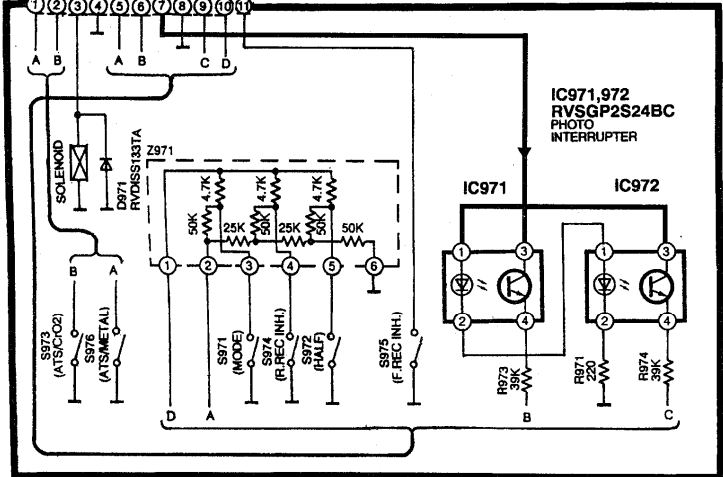 1 2 3 4 5 6 7 8 9 10 11
A B A B C D
SOLENOID
D971
RVDISS133TA
Z971
4.7K 4.7K 4.7K
50K 50K 50K
25K 25K 50K
1 2 3 4 5 6
IC971,972
RVSGP2S24BC
PHOTO
INTERRUPTER
IC971
IC972
1 3
2 4
1 3
2 4
B A
S973
(ATS/CrO2)
S976
(ATS/METAL)
S971
(MODE)
S974
(R.REC INH.)
S972
(HALF)
S975
(F.REC INH.)
R973
39K
R971
220
R974
39K
D A B C